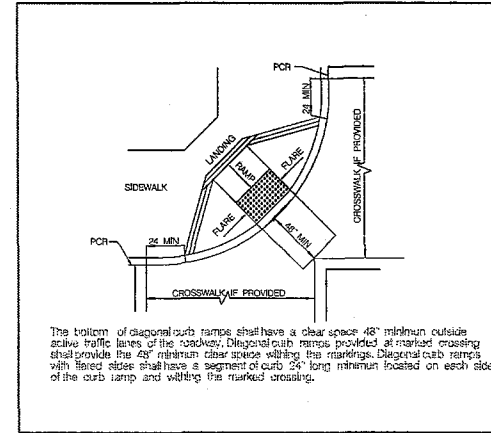 PCR
24 MIN
LANDING
RAMP
FLARE
SIDEWALK
CROSSWALK IF PROVIDED
FLARE
48" MIN
PCR
24 MIN
CROSSWALK IF PROVIDED
The bottom of diagonal curb ramps shall have a clear space 48" minimum outside
active traffic lanes of the roadway. Diagonal curb ramps provided at marked crossing
shall provide the 48" minimum clear space withing the markings. Diagonal curb ramps
with flared sides shall have a segment of curb 24" long minimum located on each side
of the curb ramp and withing the marked crossing.